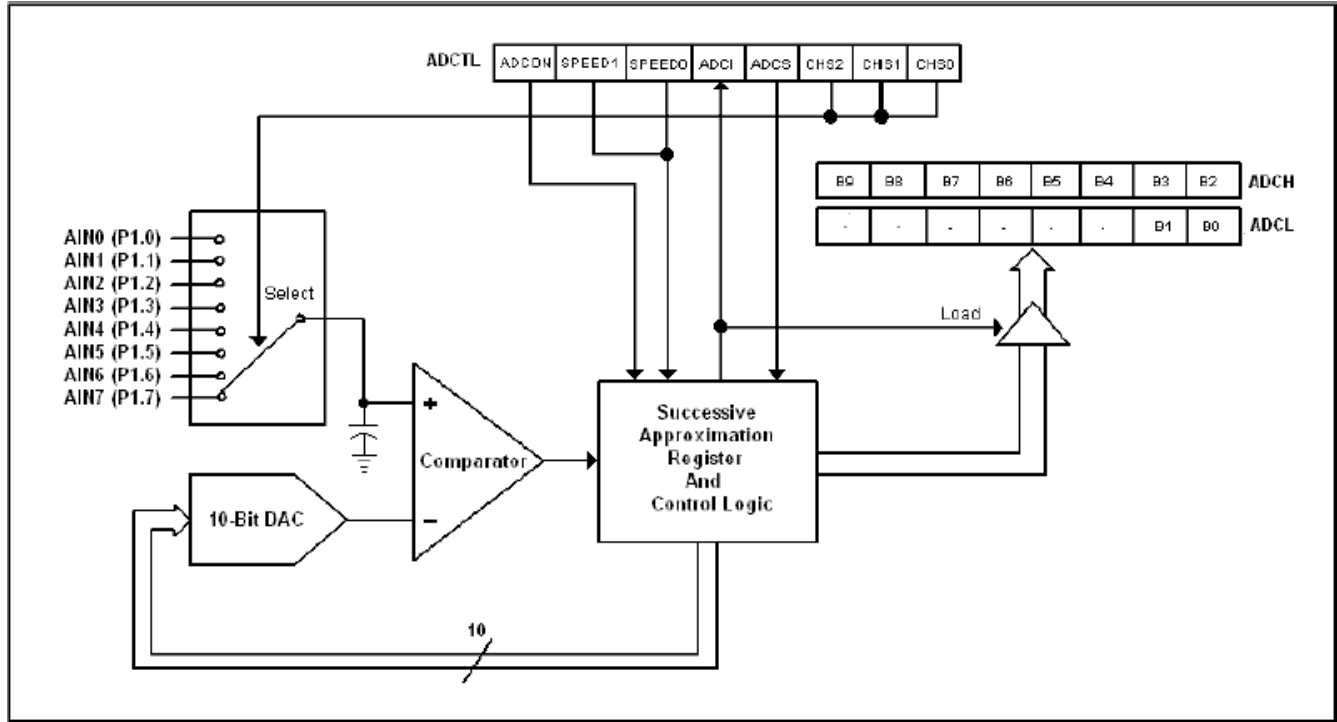 ADCTL ADCON SPEED1 SPEED0 ADCI ADCS CHS2 CHS1 CHS0
B9 B8 B7 B6 B5 B4 B3 B2 ADCH
- - - - - - B1 B0 ADCL
AIN0 (P1.0)
AIN1 (P1.1)
AIN2 (P1.2)
AIN3 (P1.3)
AIN4 (P1.4)
AIN5 (P1.5)
AIN6 (P1.6)
AIN7 (P1.7)
Select
Load
+
Comparator
−
10-Bit DAC
Successive
Approximation
Register
And
Control Logic
10